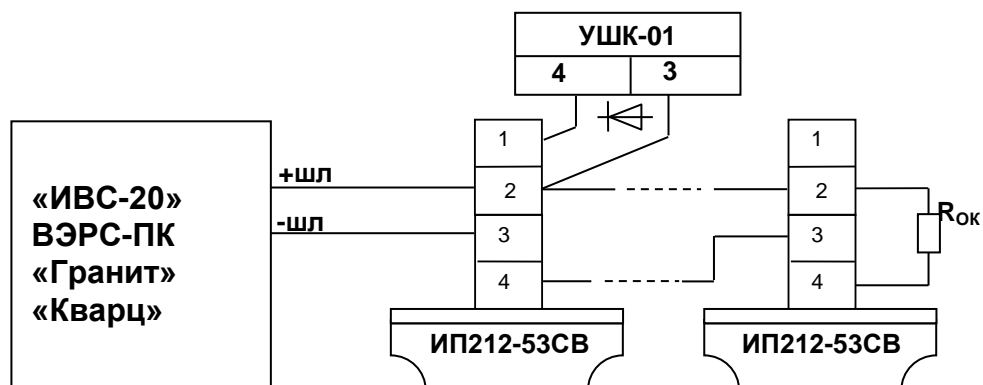 УШК-01
4 3
«ИВС-20»
ВЭРС-ПК
«Гранит»
«Кварц»
+шл
-шл
1
2
3
4
1
2
3
4
RОК
ИП212-53СВ
ИП212-53СВ